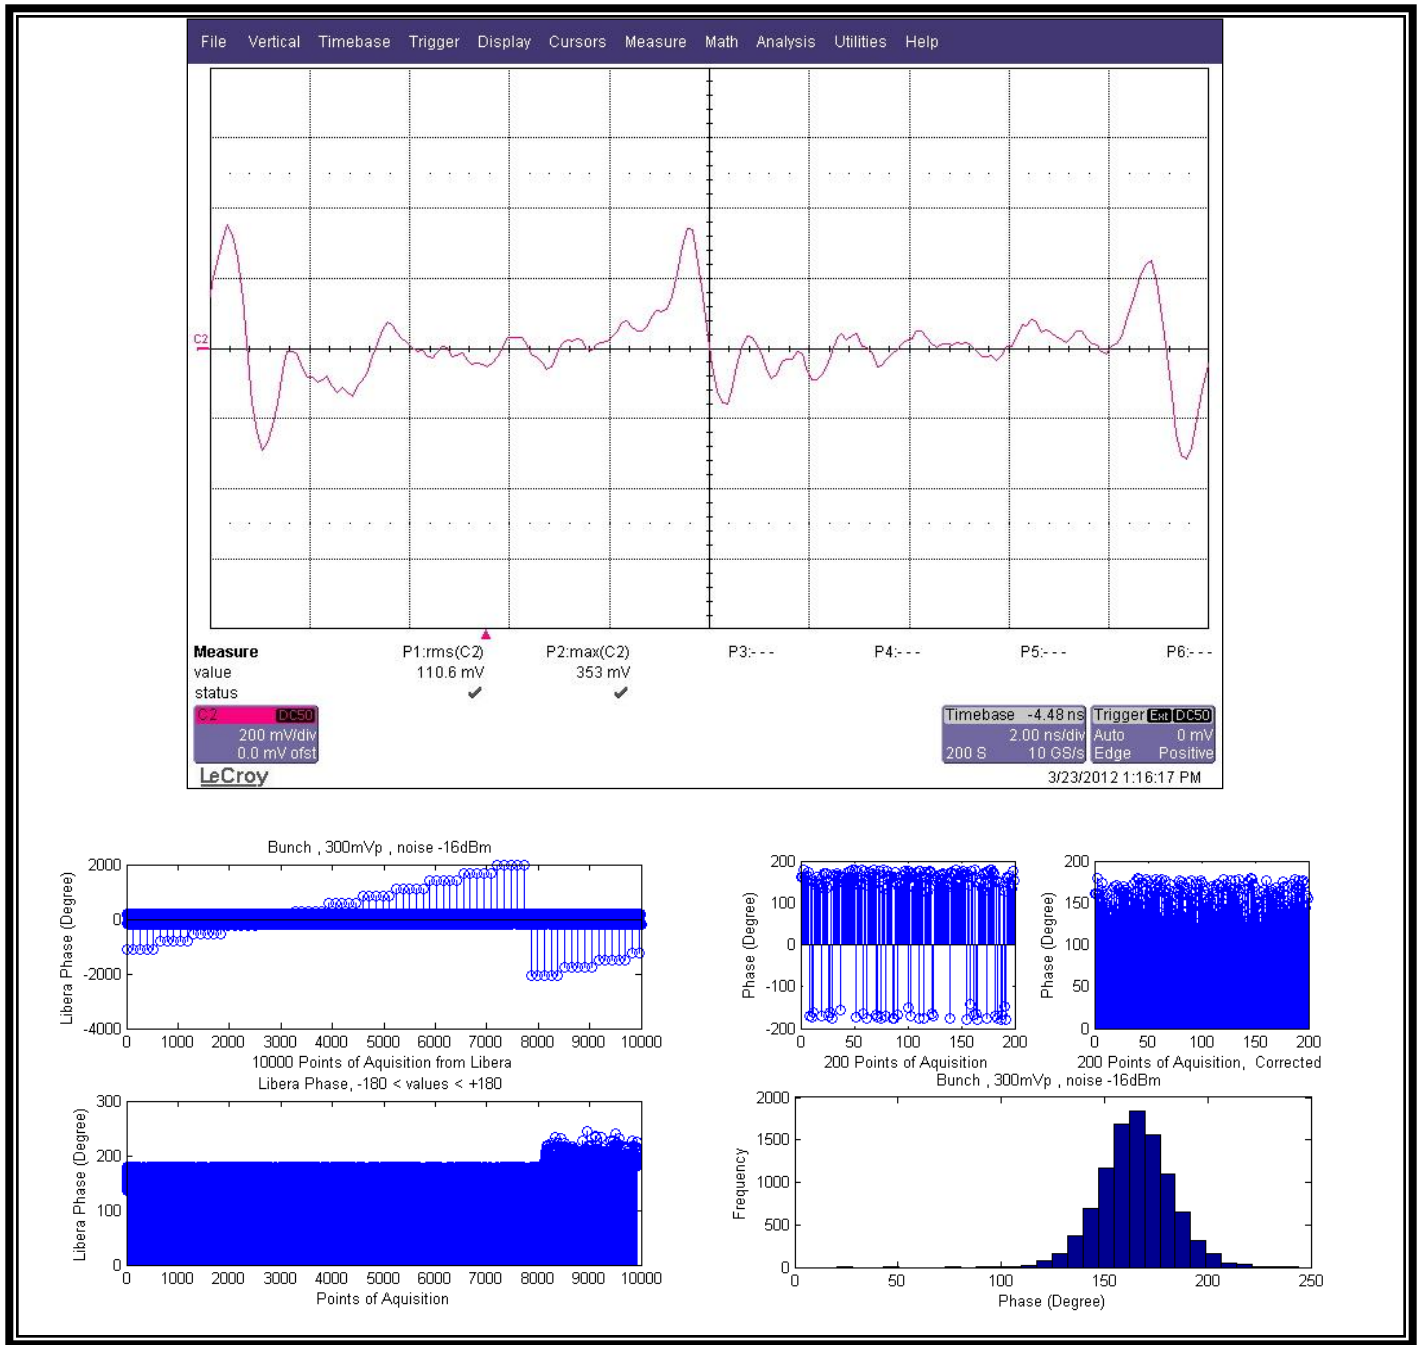 File Vertical Timebase Trigger Display Cursors Measure Math Analysis Utilities Help
C2
Measure P1:rms(C2) P2:max(C2) P3:- - - P4:- - - P5:- - - P6:- - -
value 110.6 mV 353 mV
status
C2 DC50
200 mV/div
0.0 mV ofst
Timebase -4.48 ns
2.00 ns/div
200 S 10 GS/s
Trigger Ext DC50
Auto 0 mV
Edge Positive
LeCroy
3/23/2012 1:16:17 PM
Bunch , 300mVp , noise -16dBm
Libera Phase (Degree)
2000
0
-2000
-4000
0 1000 2000 3000 4000 5000 6000 7000 8000 9000 10000
10000 Points of Aquisition from Libera
Phase (Degree)
200
100
0
-100
-200
0 50 100 150 200
200 Points of Aquisition
Phase (Degree)
200
150
100
50
0
0 50 100 150 200
200 Points of Aquisition, Corrected
Libera Phase, -180 < values < +180
Libera Phase (Degree)
300
200
100
0
0 1000 2000 3000 4000 5000 6000 7000 8000 9000 10000
Points of Aquisition
Bunch , 300mVp , noise -16dBm
Frequency
2000
1500
1000
500
0
0 50 100 150 200 250
Phase (Degree)